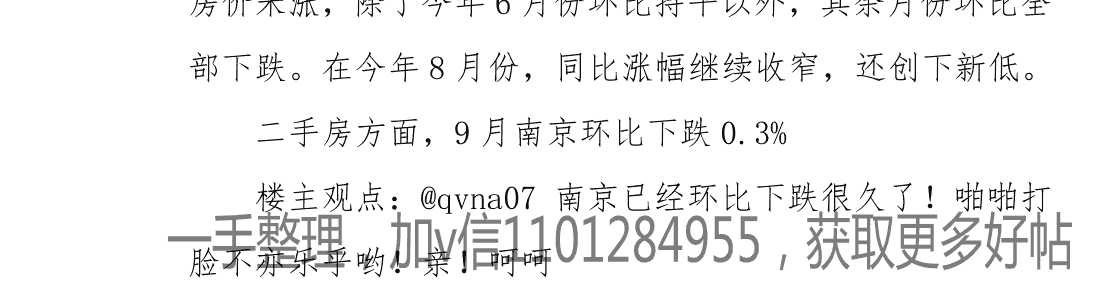 房价来涨，除了今年 6 月份环比持平以外，其余月份环比全
部下跌。在今年 8 月份，同比涨幅继续收窄，还创下新低。
二手房方面，9 月南京环比下跌 0.3%
楼主观点：@qvna07 南京已经环比下跌很久了！啪啪打
脸不亦乐乎哟！亲！呵呵
一手整理，加v信1101284955，获取更多好帖